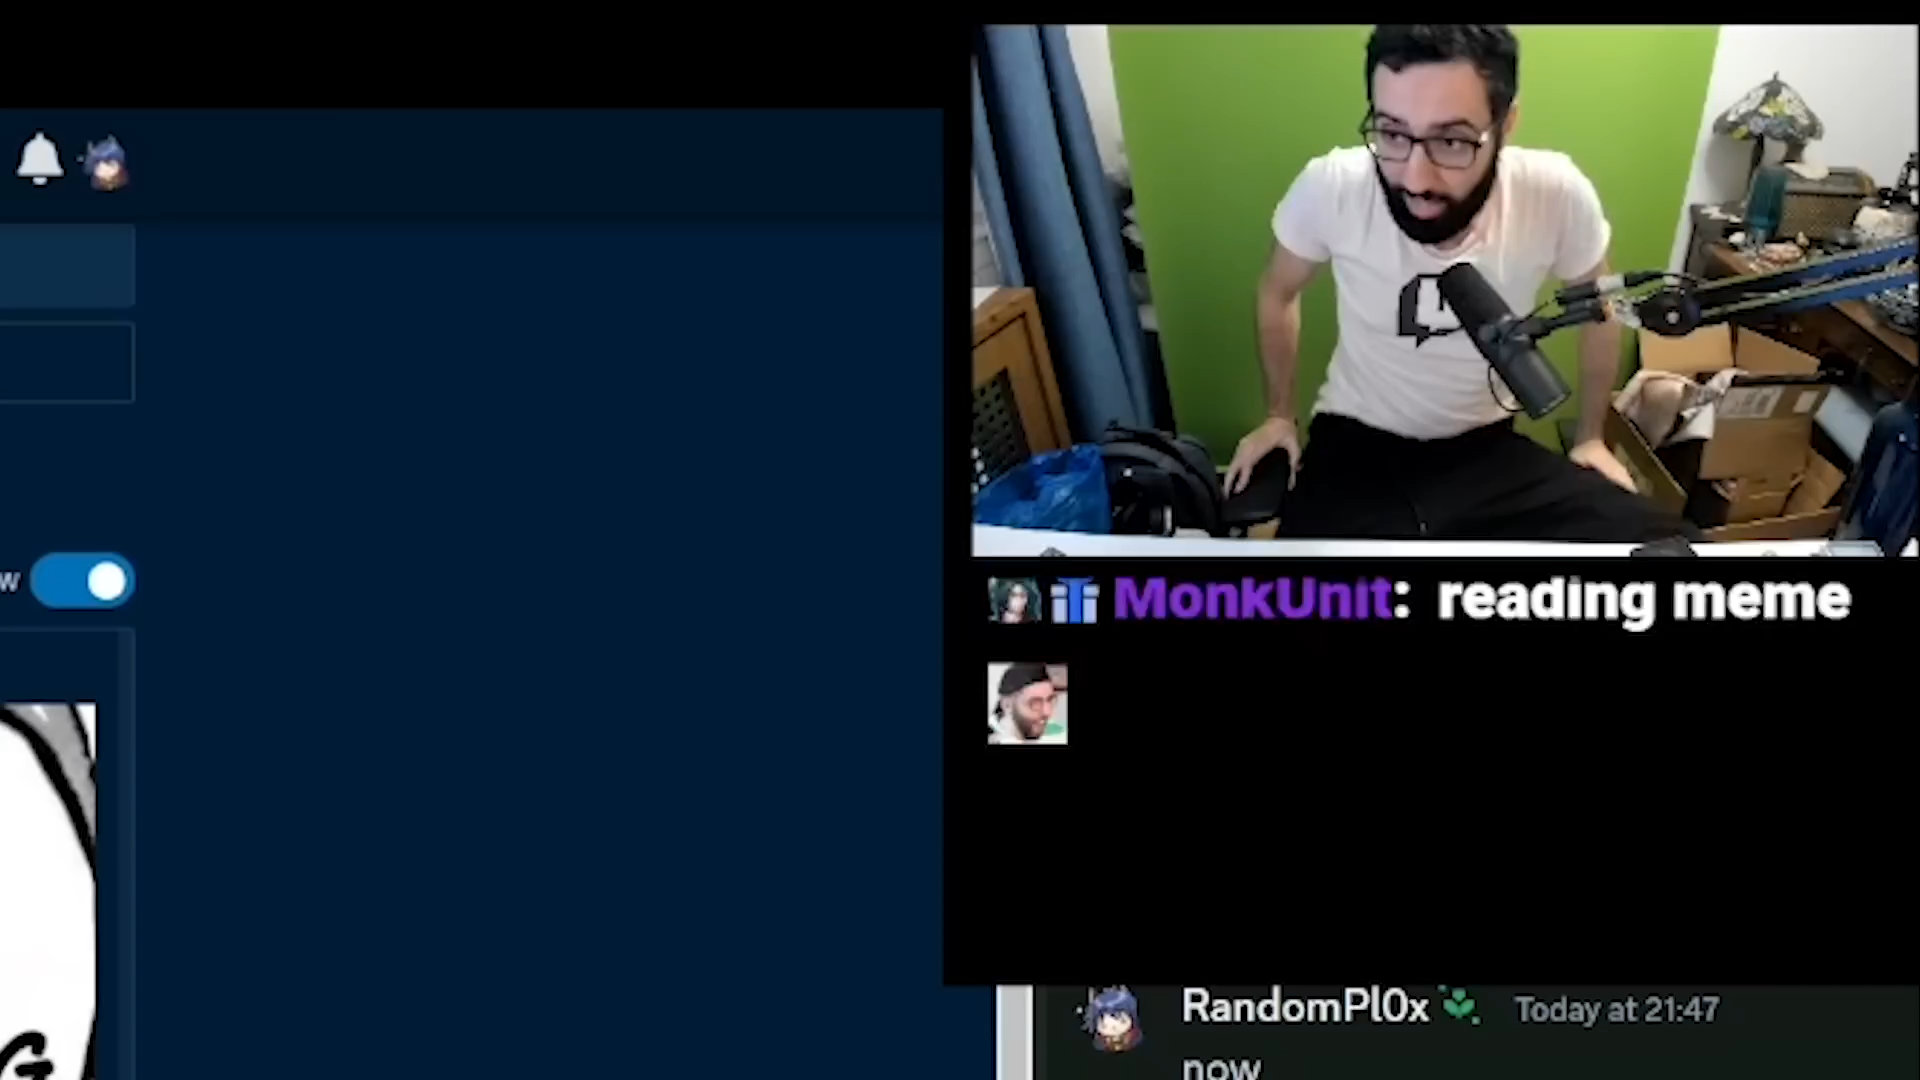 w
MonkUnit: reading meme
G
RandomPl0x Today at 21:47
now